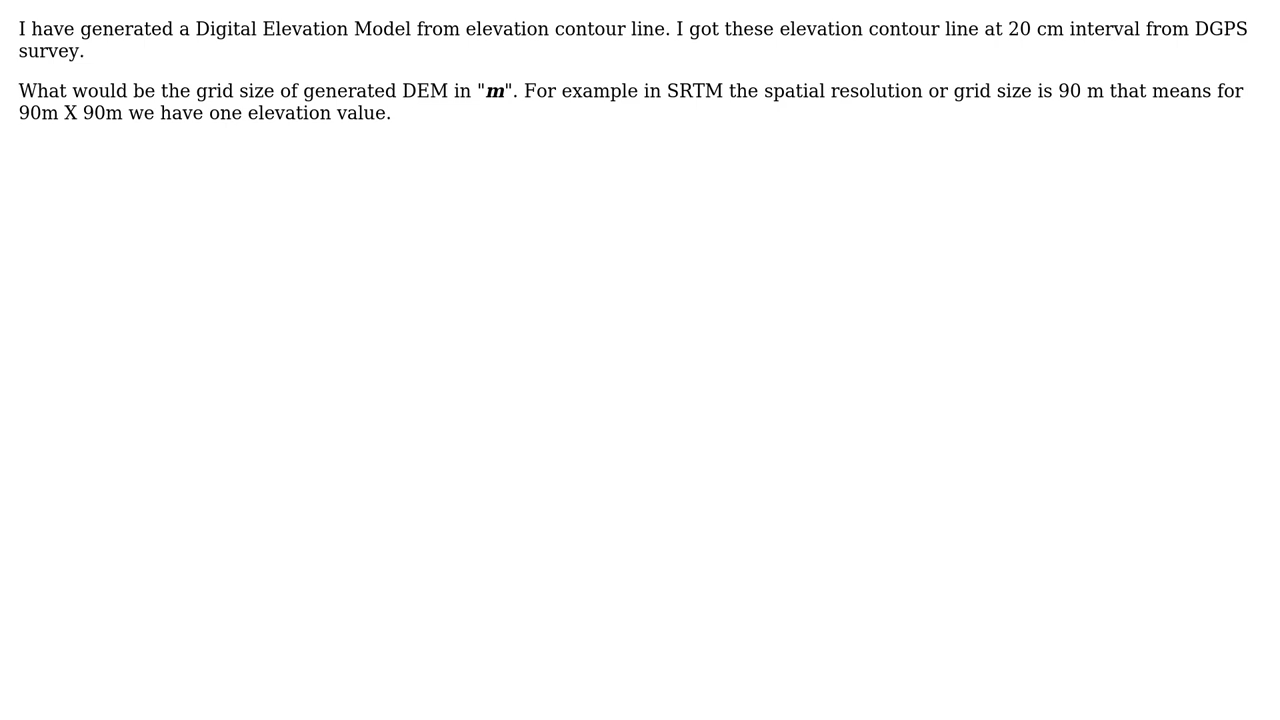 I have generated a Digital Elevation Model from elevation contour line. I got these elevation contour line at 20 cm interval from DGPS
survey.
What would be the grid size of generated DEM in "m". For example in SRTM the spatial resolution or grid size is 90 m that means for
90m X 90m we have one elevation value.